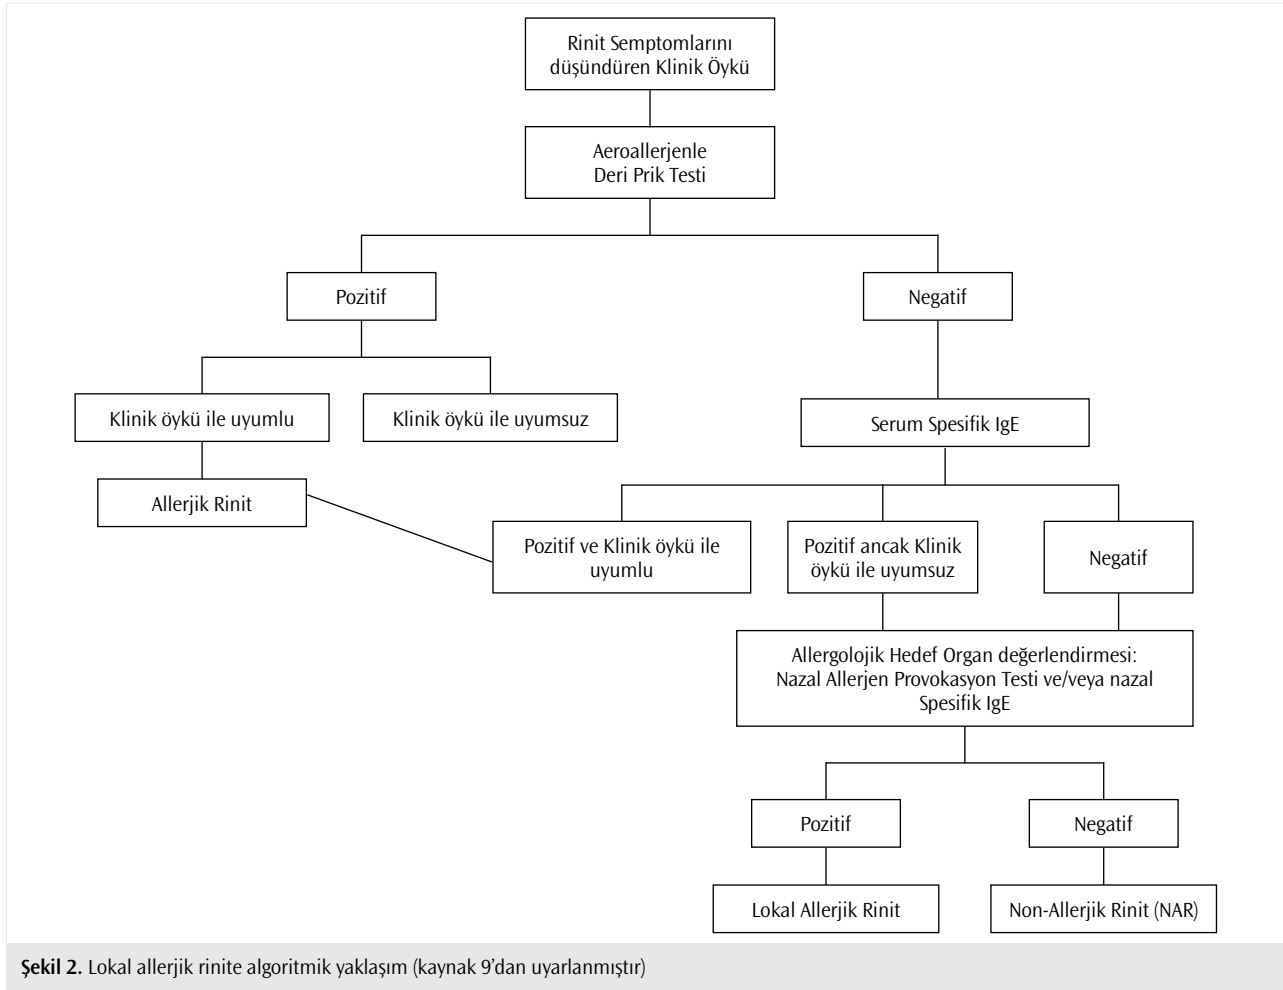 Rinit Semptomlarını
düşündüren Klinik Öykü
Aeroallerjenle
Deri Prik Testi
Pozitif
Negatif
Klinik öykü ile uyumlu
Klinik öykü ile uyumsuz
Serum Spesifik IgE
Allerjik Rinit
Pozitif ve Klinik öykü ile
uyumlu
Pozitif ancak Klinik
öykü ile uyumsuz
Negatif
Allergolojik Hedef Organ değerlendirmesi:
Nazal Allerjen Provokasyon Testi ve/veya nazal
Spesifik IgE
Pozitif
Negatif
Lokal Allerjik Rinit
Non-Allerjik Rinit (NAR)
Şekil 2. Lokal allerjik rinite algoritmik yaklaşım (kaynak 9’dan uyarlanmıştır)